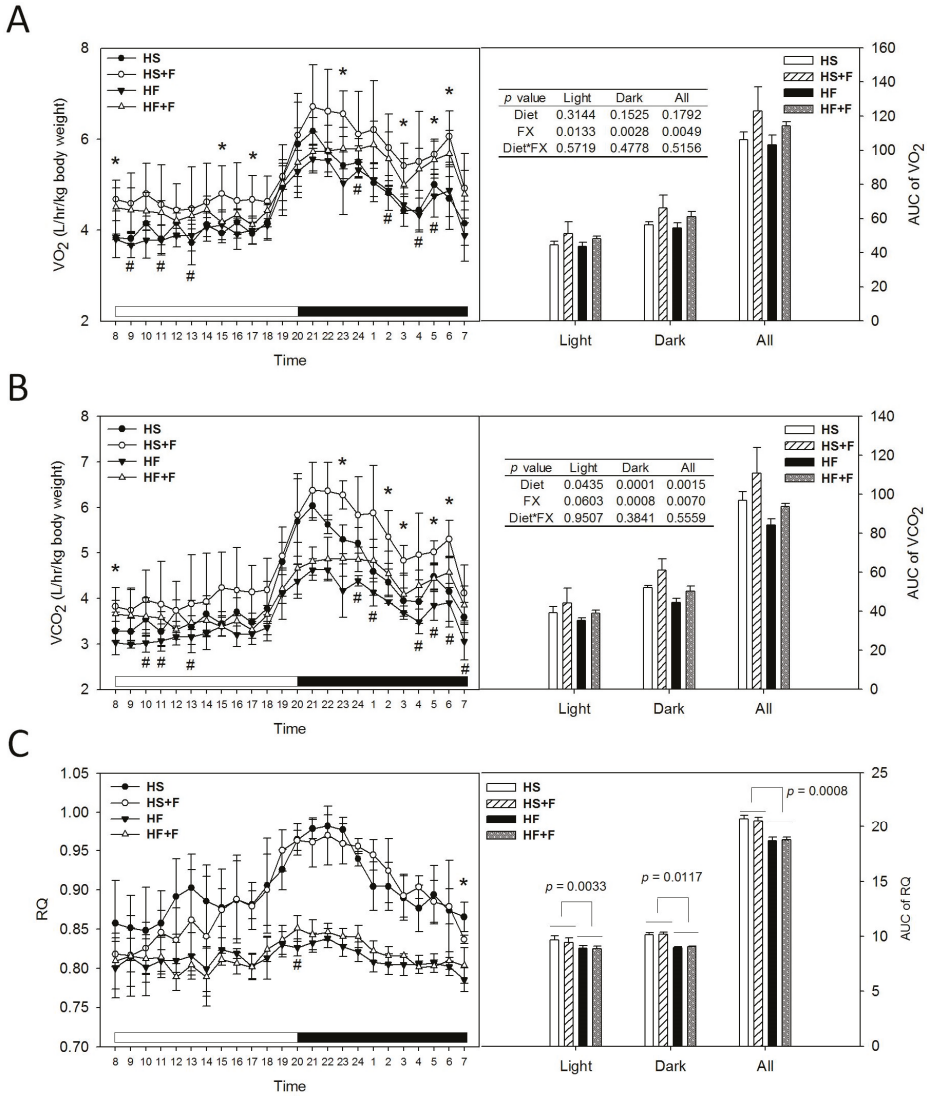 A
8
6
4
2
VO2 (L/hr/kg body weight)
HS
HS+F
HF
HF+F
* * * * * * *
# # # # # # #
8 9 10 11 12 13 14 15 16 17 18 19 20 21 22 23 24 1 2 3 4 5 6 7
Time
p value Light Dark All
Diet 0.3144 0.1525 0.1792
FX 0.0133 0.0028 0.0049
Diet*FX 0.5719 0.4778 0.5156
HS
HS+F
HF
HF+F
160
140
120
100
80
60
40
20
0
AUC of VO2
Light Dark All
B
8
7
6
5
4
3
2
VCO2 (L/hr/kg body weight)
HS
HS+F
HF
HF+F
* * * * * *
# # # # # # # # #
8 9 10 11 12 13 14 15 16 17 18 19 20 21 22 23 24 1 2 3 4 5 6 7
Time
p value Light Dark All
Diet 0.0435 0.0001 0.0015
FX 0.0603 0.0008 0.0070
Diet*FX 0.9507 0.3841 0.5559
HS
HS+F
HF
HF+F
140
120
100
80
60
40
20
0
AUC of VCO2
Light Dark All
C
1.05
1.00
0.95
0.90
0.85
0.80
0.75
0.70
RQ
HS
HS+F
HF
HF+F
*
#
8 9 10 11 12 13 14 15 16 17 18 19 20 21 22 23 24 1 2 3 4 5 6 7
Time
HS
HS+F
HF
HF+F
p = 0.0033
p = 0.0117
p = 0.0008
25
20
15
10
5
0
AUC of RQ
Light Dark All